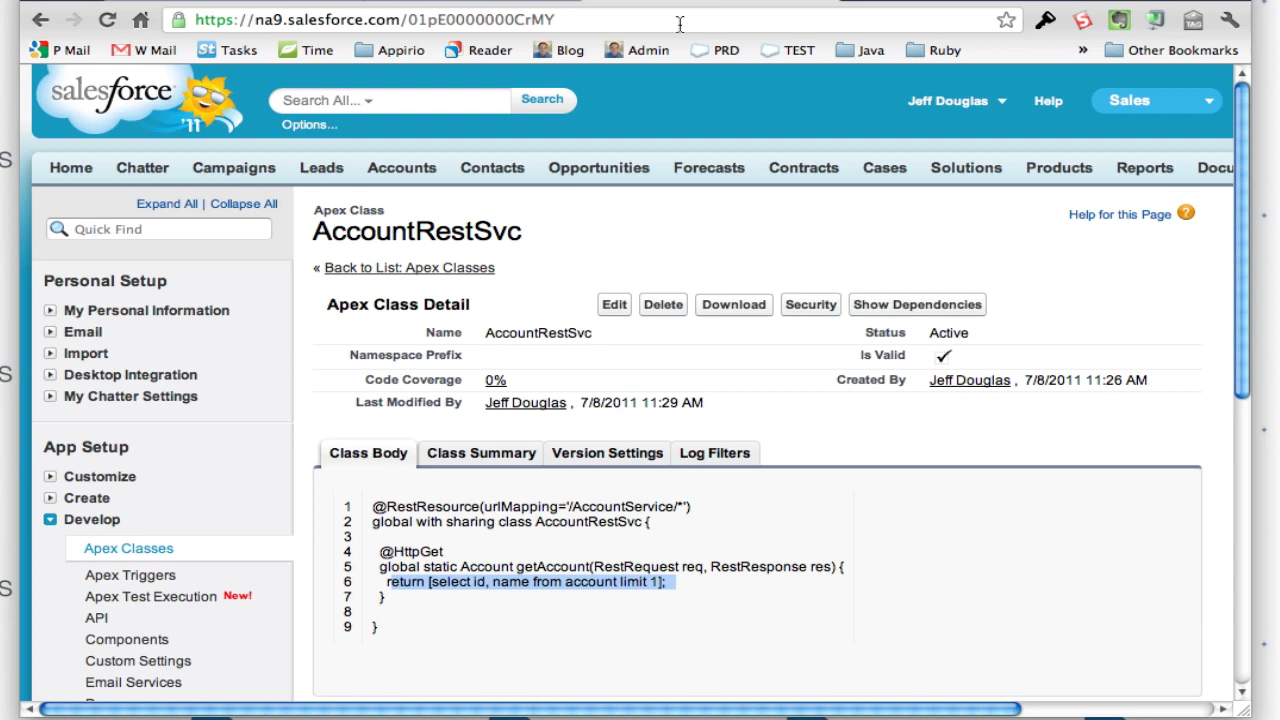 https://na9.salesforce.com/01pE0000000CrMY
P Mail W Mail St Tasks Time Appirio Reader Blog Admin PRD TEST Java Ruby » Other Bookmarks
TAG
salesforce
'11
Search All... Search
Options...
Jeff Douglas Help Sales
Home Chatter Campaigns Leads Accounts Contacts Opportunities Forecasts Contracts Cases Solutions Products Reports Docu
Expand All | Collapse All
Quick Find
Personal Setup
My Personal Information
Email
Import
Desktop Integration
My Chatter Settings
App Setup
Customize
Create
Develop
Apex Classes
Apex Triggers
Apex Test Execution New!
API
Components
Custom Settings
Email Services
Apex Class
AccountRestSvc
Help for this Page ?
« Back to List: Apex Classes
Apex Class Detail Edit Delete Download Security Show Dependencies
Name AccountRestSvc Status Active
Namespace Prefix Is Valid ✓
Code Coverage 0% Created By Jeff Douglas , 7/8/2011 11:26 AM
Last Modified By Jeff Douglas , 7/8/2011 11:29 AM
Class Body Class Summary Version Settings Log Filters
1 @RestResource(urlMapping='/AccountService/*')
2 global with sharing class AccountRestSvc {
3
4 @HttpGet
5 global static Account getAccount(RestRequest req, RestResponse res) {
6 return [select id, name from account limit 1];
7 }
8
9 }
S
S
S